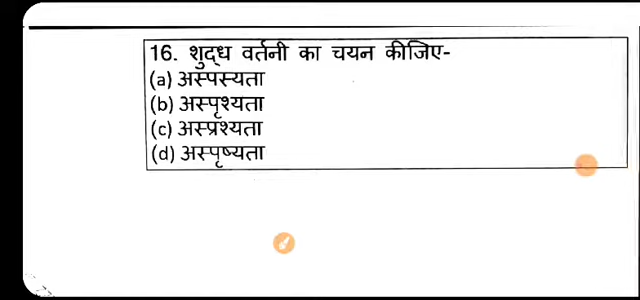 16. शुद्ध वर्तनी का चयन कीजिए-
(a) अस्पस्यता
(b) अस्पृश्यता
(c) अस्प्रश्यता
(d) अस्पृष्यता